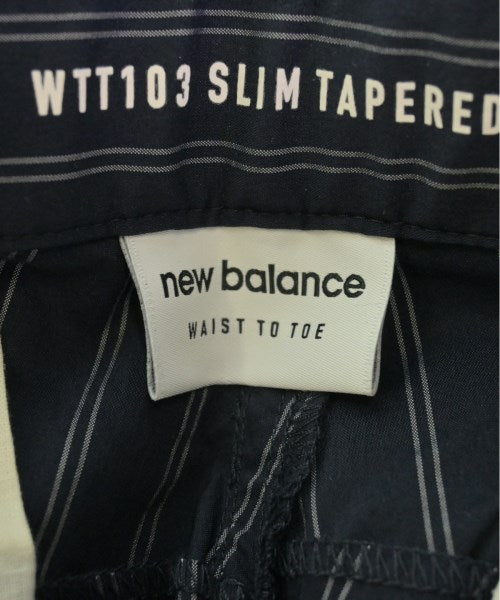 WTT103 SLIM TAPERED
new balance
WAIST TO TOE